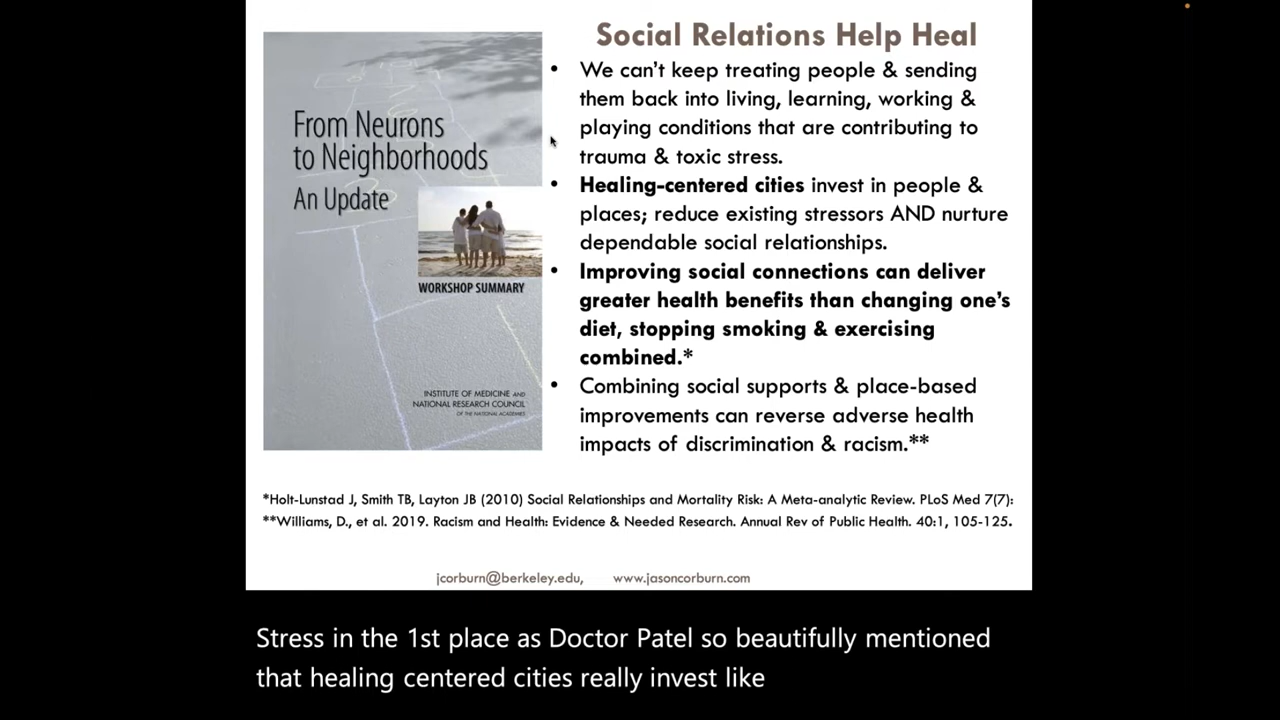 Social Relations Help Heal
From Neurons
to Neighborhoods
An Update
WORKSHOP SUMMARY
INSTITUTE OF MEDICINE AND
NATIONAL RESEARCH COUNCIL
OF THE NATIONAL ACADEMIES
• We can't keep treating people & sending
them back into living, learning, working &
playing conditions that are contributing to
trauma & toxic stress.
• Healing-centered cities invest in people &
places; reduce existing stressors AND nurture
dependable social relationships.
• Improving social connections can deliver
greater health benefits than changing one's
diet, stopping smoking & exercising
combined.*
• Combining social supports & place-based
improvements can reverse adverse health
impacts of discrimination & racism.**
*Holt-Lunstad J, Smith TB, Layton JB (2010) Social Relationships and Mortality Risk: A Meta-analytic Review. PLoS Med 7(7):
**Williams, D., et al. 2019. Racism and Health: Evidence & Needed Research. Annual Rev of Public Health. 40:1, 105-125.
jcorburn@berkeley.edu, www.jasoncorburn.com
Stress in the 1st place as Doctor Patel so beautifully mentioned
that healing centered cities really invest like